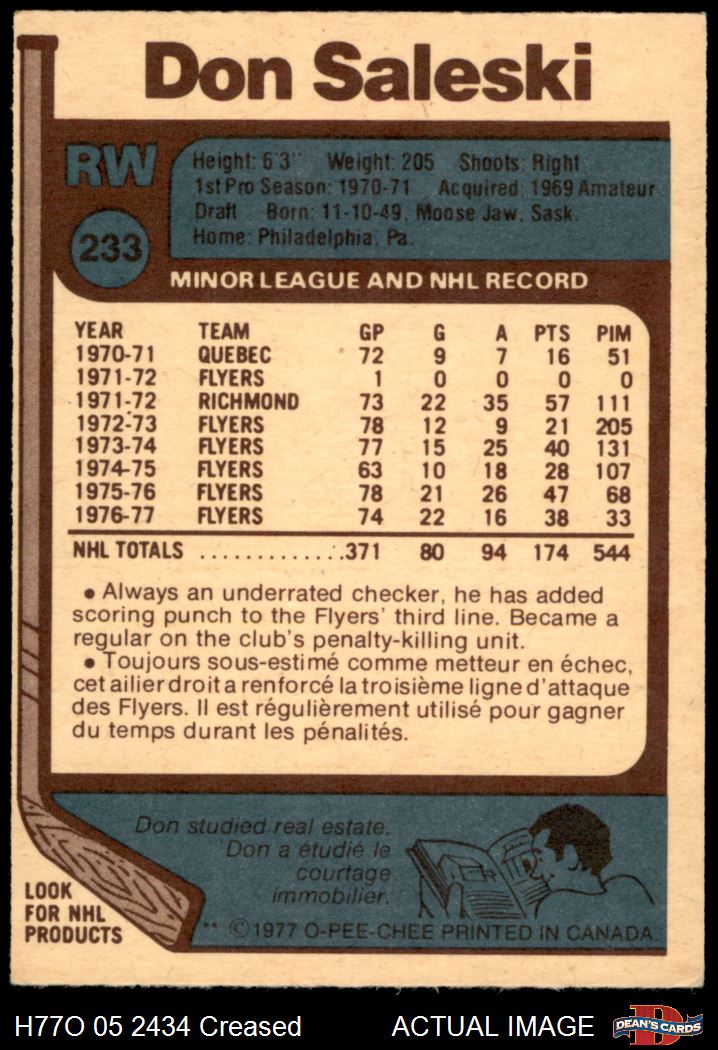 Don Saleski
RW
Height: 6'3" Weight: 205 Shoots: Right
1st Pro Season: 1970-71 Acquired: 1969 Amateur
Draft Born: 11-10-49, Moose Jaw, Sask.
Home: Philadelphia, Pa.
233
MINOR LEAGUE AND NHL RECORD
YEAR TEAM GP G A PTS PIM
1970-71 QUEBEC 72 9 7 16 51
1971-72 FLYERS 1 0 0 0 0
1971-72 RICHMOND 73 22 35 57 111
1972-73 FLYERS 78 12 9 21 205
1973-74 FLYERS 77 15 25 40 131
1974-75 FLYERS 63 10 18 28 107
1975-76 FLYERS 78 21 26 47 68
1976-77 FLYERS 74 22 16 38 33
NHL TOTALS ..............371 80 94 174 544
• Always an underrated checker, he has added
scoring punch to the Flyers' third line. Became a
regular on the club's penalty-killing unit.
• Toujours sous-estimé comme metteur en échec,
cet ailier droit a renforcé la troisième ligne d'attaque
des Flyers. Il est régulièrement utilisé pour gagner
du temps durant les pénalités.
Don studied real estate.
Don a étudié le
courtage
immobilier.
LOOK
FOR NHL
PRODUCTS
** ©1977 O-PEE-CHEE PRINTED IN CANADA.
H77O 05 2434 Creased ACTUAL IMAGE
DEAN'S CARDS